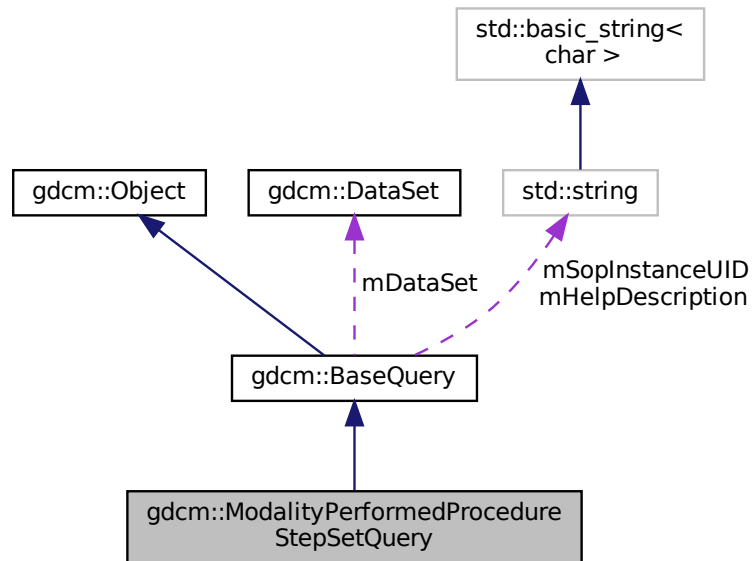 std::basic_string<
char >
gdcm::Object
gdcm::DataSet
std::string
mDataSet
mSopInstanceUID
mHelpDescription
gdcm::BaseQuery
gdcm::ModalityPerformedProcedure
StepSetQuery